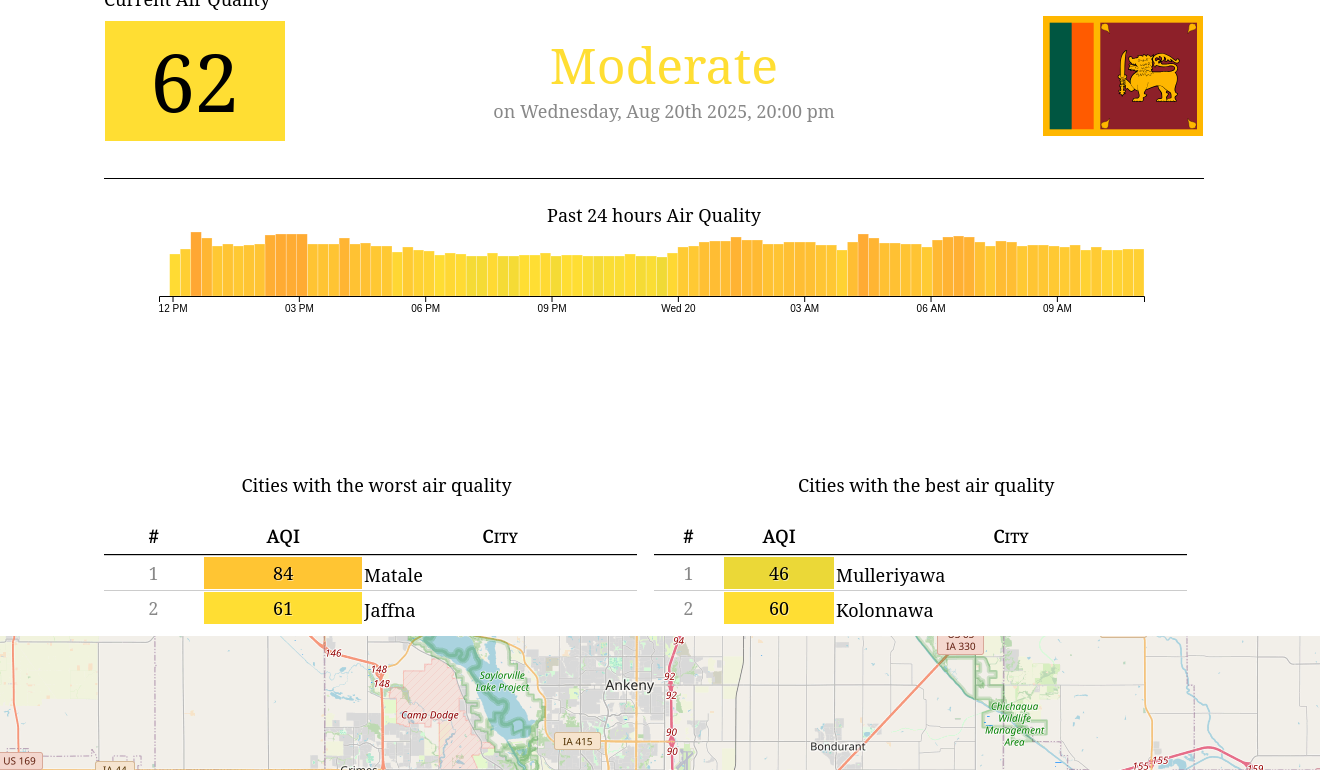 Current Air Quality
62
Moderate
on Wednesday, Aug 20th 2025, 20:00 pm
Past 24 hours Air Quality
12 PM 03 PM 06 PM 09 PM Wed 20 03 AM 06 AM 09 AM
Cities with the worst air quality
# AQI City
1 84 Matale
2 61 Jaffna
Cities with the best air quality
# AQI City
1 46 Mulleriyawa
2 60 Kolonnawa
146
148
148
Saylorville
Lake Project
Camp Dodge
Ankeny
94
92
92
90
90
IA 415
US 65
IA 330
Chichaqua
Wildlife
Management
Area
Bondurant
US 169
IA 44
Grimes
155
155
159